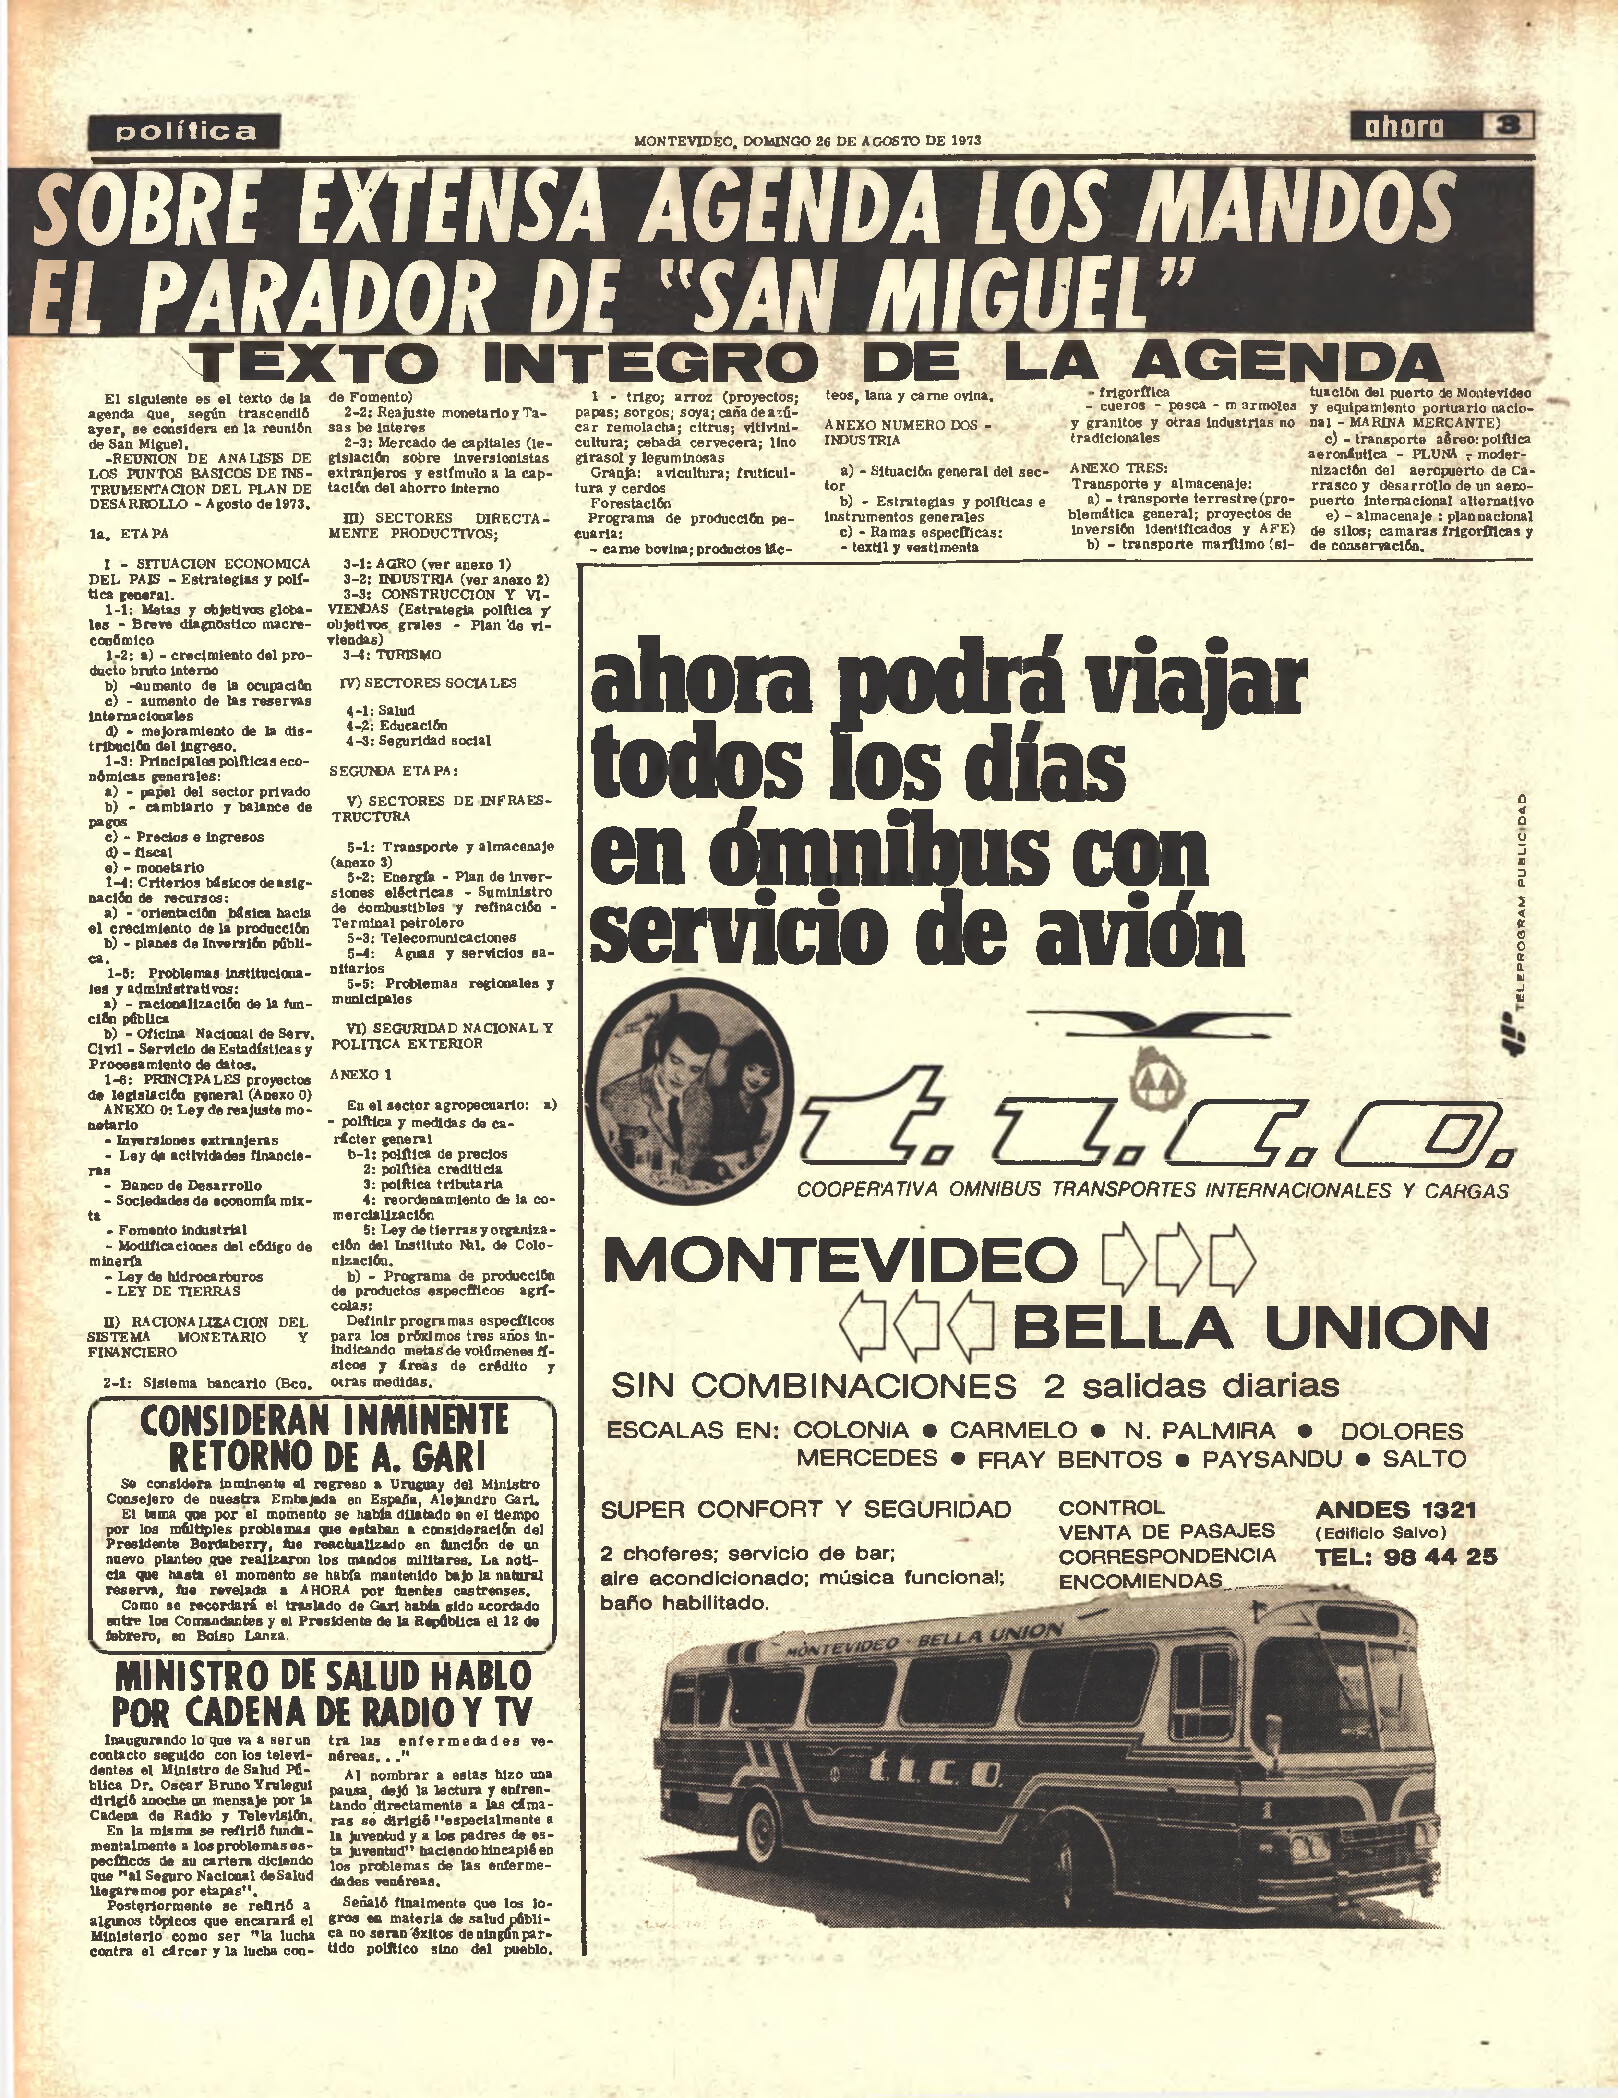 política
MONTEVIDEO, DOMINGO 26 DE AGOSTO DE 1973
ahora 3
SOBRE EXTENSA AGENDA LOS MANDOS
EL PARADOR DE "SAN MIGUEL"
TEXTO INTEGRO DE LA AGENDA
El siguiente es el texto de la
agenda que, según trascendió
ayer, se considera en la reunión
de San Miguel.
-REUNION DE ANALISIS DE
LOS PUNTOS BASICOS DE INS-
TRUMENTACION DEL PLAN DE
DESARROLLO - Agosto de 1973.
1a. ETAPA
I - SITUACION ECONOMICA
DEL PAIS - Estrategias y polí-
tica general.
1-1: Metas y objetivos globa-
les - Breve diagnóstico macre-
conómico
1-2: a) - crecimiento del pro-
ducto bruto interno
b) -aumento de la ocupación
c) - aumento de las reservas
internacionales
d) - mejoramiento de la dis-
tribución del ingreso.
1-3: Principales políticas eco-
nómicas generales:
a) - papel del sector privado
b) - cambiario y balance de
pagos
c) - Precios e ingresos
d) - fiscal
e) - monetario
1-4: Criterios básicos de asig-
nación de recursos:
a) - orientación básica hacia
el crecimiento de la producción
b) - planes de Inversión públi-
ca.
1-5: Problemas instituciona-
les y administrativos:
a) - racionalización de la fun-
ción pública
b) - Oficina Nacional de Serv.
Civil - Servicio de Estadísticas y
Procesamiento de datos.
1-6: PRINCIPALES proyectos
de legislación general (Anexo 0)
ANEXO 0: Ley de reajuste mo-
netario
- Inversiones extranjeras
- Ley de actividades financie-
ras
- Banco de Desarrollo
- Sociedades de economía mix-
ta
- Fomento industrial
- Modificaciones del código de
minería
- Ley de hidrocarburos
- LEY DE TIERRAS
II) RACIONALIZACION DEL
SISTEMA MONETARIO Y
FINANCIERO
2-1: Sistema bancario (Bco.
de Fomento)
2-2: Reajuste monetario y Ta-
sas be interes
2-3: Mercado de capitales (le-
gislación sobre inversionistas
extranjeros y estímulo a la cap-
tación del ahorro interno
III) SECTORES DIRECTA-
MENTE PRODUCTIVOS;
3-1: AGRO (ver anexo 1)
3-2: INDUSTRIA (ver anexo 2)
3-3: CONSTRUCCION Y VI-
VIENDAS (Estrategia política y
objetivos grales - Plan de vi-
viendas)
3-4: TURISMO
IV) SECTORES SOCIALES
4-1: Salud
4-2: Educación
4-3: Seguridad social
SEGUNDA ETAPA:
V) SECTORES DE INFRAES-
TRUCTURA
5-1: Transporte y almacenaje
(anexo 3)
5-2: Energía - Plan de inver-
siones eléctricas - Suministro
de combustibles y refinación -
Terminal petrolero
5-3: Telecomunicaciones
5-4: Aguas y servicios sa-
nitarios
5-5: Problemas regionales y
municipales
VI) SEGURIDAD NACIONAL Y
POLITICA EXTERIOR
ANEXO 1
En el sector agropecuario: a)
- política y medidas de ca-
rácter general
b-1: política de precios
2: política crediticia
3: política tributaria
4: reordenamiento de la co-
mercialización
5: Ley de tierras y organiza-
ción del Instituto Nal. de Colo-
nización.
b) - Programa de producción
de productos específicos agrí-
colas:
Definir programas específicos
para los próximos tres años in-
indicando metas de volúmenes fí-
sicos y áreas de crédito y
otras medidas.
1 - trigo; arroz (proyectos;
papas; sorgos; soya; caña de azú-
car remolacha; citrus; vitivini-
cultura; cebada cervecera; lino
girasol y leguminosas
Granja: avicultura; fruticul-
tura y cerdos
Forestación
Programa de producción pe-
cuaria:
- carne bovina; productos lác-
teos, lana y carne ovina.
ANEXO NUMERO DOS -
INDUSTRIA
a) - Situación general del sec-
tor
b) - Estrategias y políticas e
instrumentos generales
c) - Ramas específicas:
- textil y vestimenta
- frigorífica
- cueros - pesca - marmoles
y granitos y otras industrias no
tradicionales
ANEXO TRES:
Transporte y almacenaje:
a) - transporte terrestre (pro-
blemática general; proyectos de
inversión identificados y AFE)
b) - transporte marítimo (si-
tuación del puerto de Montevideo
y equipamiento portuario nacio-
nal - MARINA MERCANTE)
c) - transporte aéreo: política
aeronáutica - PLUNA - moder-
nización del aeropuerto de Ca-
rrasco y desarrollo de un aero-
puerto internacional alternativo
e) - almacenaje : plan nacional
de silos; camaras frigoríficas y
de conservación.
CONSIDERAN INMINENTE
RETORNO DE A. GARI
Se considera inminente el regreso a Uruguay del Ministro
Consejero de nuestra Embajada en España, Alejandro Gari.
El tema que por el momento se había dilatado en el tiempo
por los múltiples problemas que estaban a consideración del
Presidente Bordaberry, fue reactualizado en función de un
nuevo planteo que realizaron los mandos militares. La noti-
cia que hasta el momento se había mantenido bajo la natural
reserva, fue revelada a AHORA por fuentes castrenses.
Como se recordará el traslado de Gari había sido acordado
entre los Comandantes y el Presidente de la República el 12 de
febrero, en Boiso Lanza.
MINISTRO DE SALUD HABLO
POR CADENA DE RADIO Y TV
Inaugurando lo que va a ser un
contacto seguido con los televi-
dentes el Ministro de Salud Pú-
blica Dr. Oscar Bruno Yrulegui
dirigió anoche un mensaje por la
Cadena de Radio y Televisión.
En la misma se refirió funda-
mentalmente a los problemas es-
pecíficos de su cartera diciendo
que "al Seguro Nacional de Salud
llegaremos por etapas".
Posteriormente se refirió a
algunos tópicos que encarará el
Ministerio como ser "la lucha
contra el cáncer y la lucha con-
tra las enfermedades ve-
néreas..."
Al nombrar a estas hizo una
pausa, dejó la lectura y enfren-
tando directamente a las cáma-
ras se dirigió "especialmente a
la juventud y a los padres de es-
ta juventud" haciendo hincapié en
los problemas de las enferme-
dades venéreas.
Señaló finalmente que los lo-
gros en materia de salud públi-
ca no seran éxitos de ningún par-
tido político sino del pueblo.
ahora podrá viajar
todos los días
en ómnibus con
servicio de avión
TELEPROGRAM PUBLICIDAD
t.i.c.o.
COOPERATIVA OMNIBUS TRANSPORTES INTERNACIONALES Y CARGAS
MONTEVIDEO
BELLA UNION
SIN COMBINACIONES 2 salidas diarias
ESCALAS EN: COLONIA ● CARMELO ● N. PALMIRA ● DOLORES
MERCEDES ● FRAY BENTOS ● PAYSANDU ● SALTO
SUPER CONFORT Y SEGURIDAD
2 choferes; servicio de bar;
aire acondicionado; música funcional;
baño habilitado.
CONTROL
VENTA DE PASAJES
CORRESPONDENCIA
ENCOMIENDAS
ANDES 1321
(Edificio Salvo)
TEL: 98 44 25
MONTEVIDEO - BELLA UNION
t.i.c.o.
1